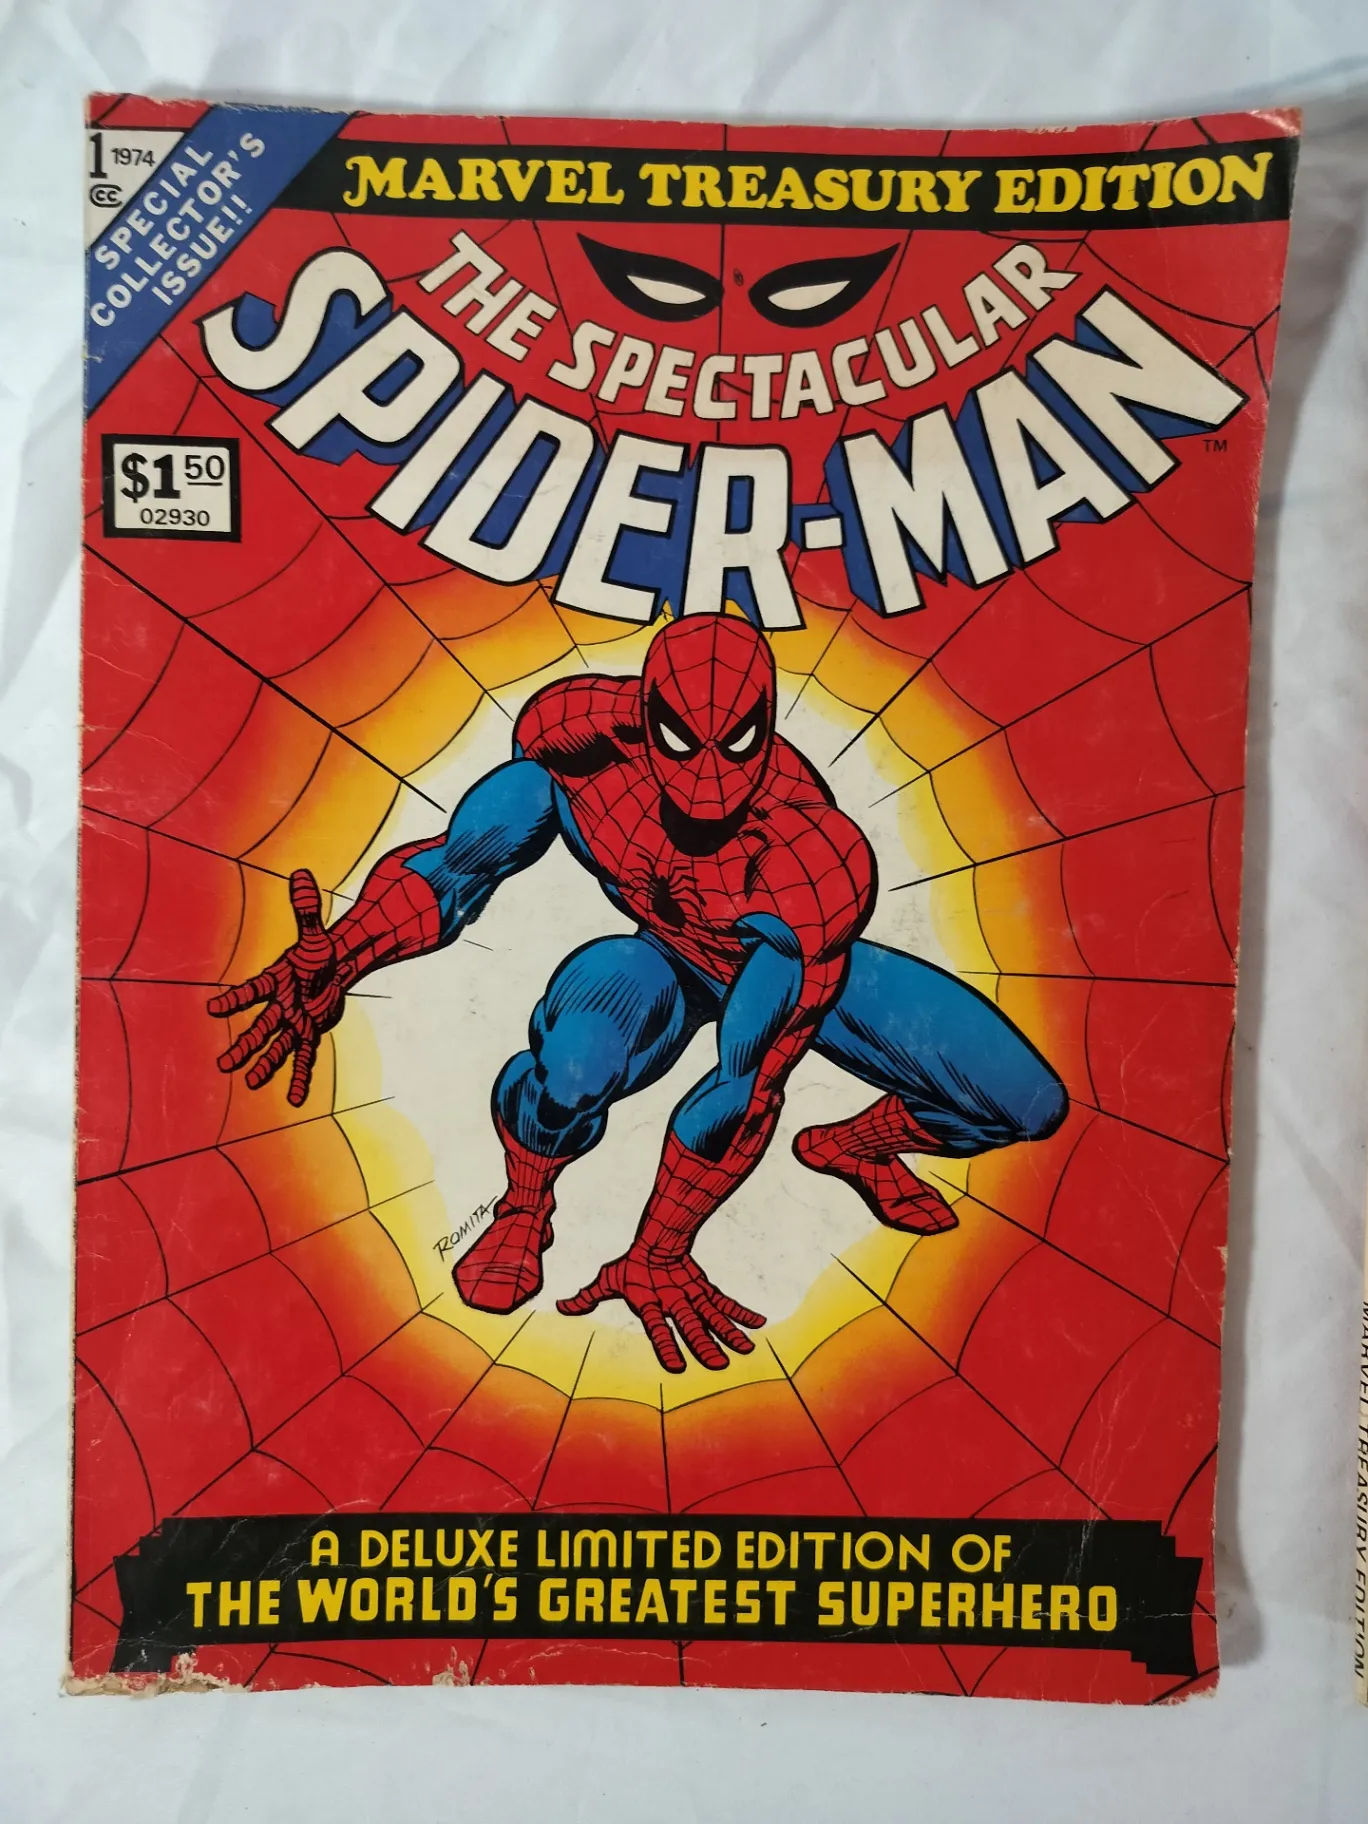 1 1974
CC
SPECIAL
COLLECTOR'S
ISSUE!!
MARVEL TREASURY EDITION
THE SPECTACULAR
SPIDER-MAN
TM
$1 50
02930
ROMITA
A DELUXE LIMITED EDITION OF
THE WORLD'S GREATEST SUPERHERO
MARVEL TREASURY EDITION